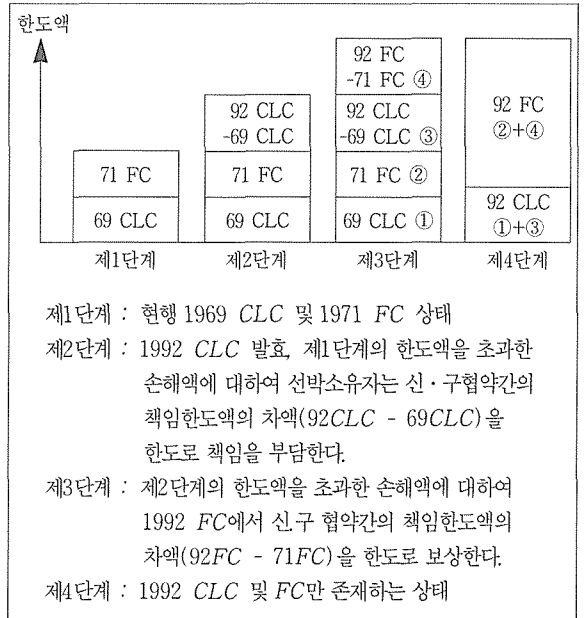 한도액
92 FC
-71 FC ④
92 CLC
-69 CLC
92 CLC
-69 CLC ③
92 FC
②+④
71 FC
71 FC
71 FC ②
69 CLC
69 CLC
69 CLC ①
92 CLC
①+③
제1단계
제2단계
제3단계
제4단계
제1단계 : 현행 1969 CLC 및 1971 FC 상태
제2단계 : 1992 CLC 발효, 제1단계의 한도액을 초과한
손해액에 대하여 선박소유자는 신·구협약간의
책임한도액의 차액(92CLC - 69CLC)을
한도로 책임을 부담한다.
제3단계 : 제2단계의 한도액을 초과한 손해액에 대하여
1992 FC에서 신.구 협약간의 책임한도액의
차액(92FC - 71FC)을 한도로 보상한다.
제4단계 : 1992 CLC 및 FC만 존재하는 상태